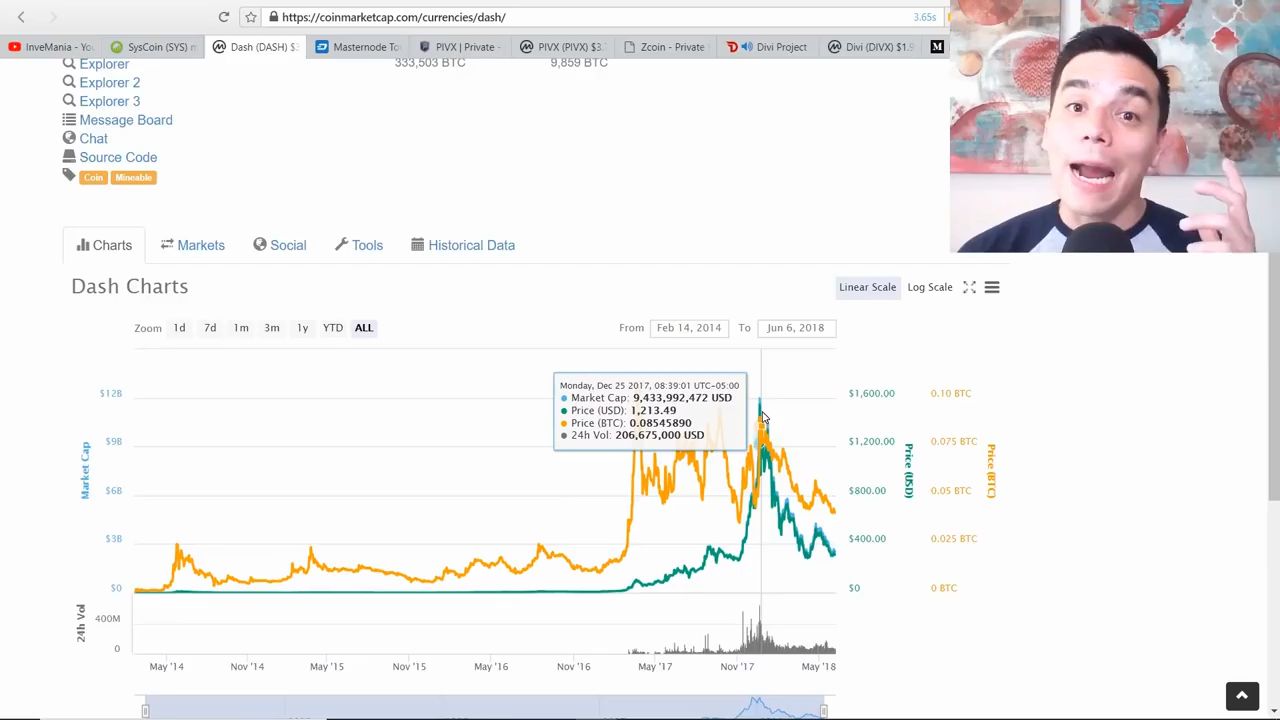 https://coinmarketcap.com/currencies/dash/
3.65s
InveMania - You
SysCoin (SYS) m
Dash (DASH) $3
Masternode To
PIVX | Private -
PIVX (PIVX) $3.
Zcoin - Private
Divi Project
Divi (DIVX) $1.9
Explorer
333,503 BTC
9,859 BTC
Explorer 2
Explorer 3
Message Board
Chat
Source Code
Coin
Mineable
Charts
Markets
Social
Tools
Historical Data
Dash Charts
Linear Scale
Log Scale
Zoom 1d 7d 1m 3m 1y YTD ALL
From Feb 14, 2014 To Jun 6, 2018
Monday, Dec 25 2017, 08:39:01 UTC-05:00
Market Cap: 9,433,992,472 USD
Price (USD): 1,213.49
Price (BTC): 0.08545890
24h Vol: 206,675,000 USD
$12B
$9B
$6B
$3B
$0
Market Cap
$1,600.00
$1,200.00
$800.00
$400.00
$0
Price (USD)
0.10 BTC
0.075 BTC
0.05 BTC
0.025 BTC
0 BTC
Price (BTC)
24h Vol
400M
0
May '14
Nov '14
May '15
Nov '15
May '16
Nov '16
May '17
Nov '17
May '18